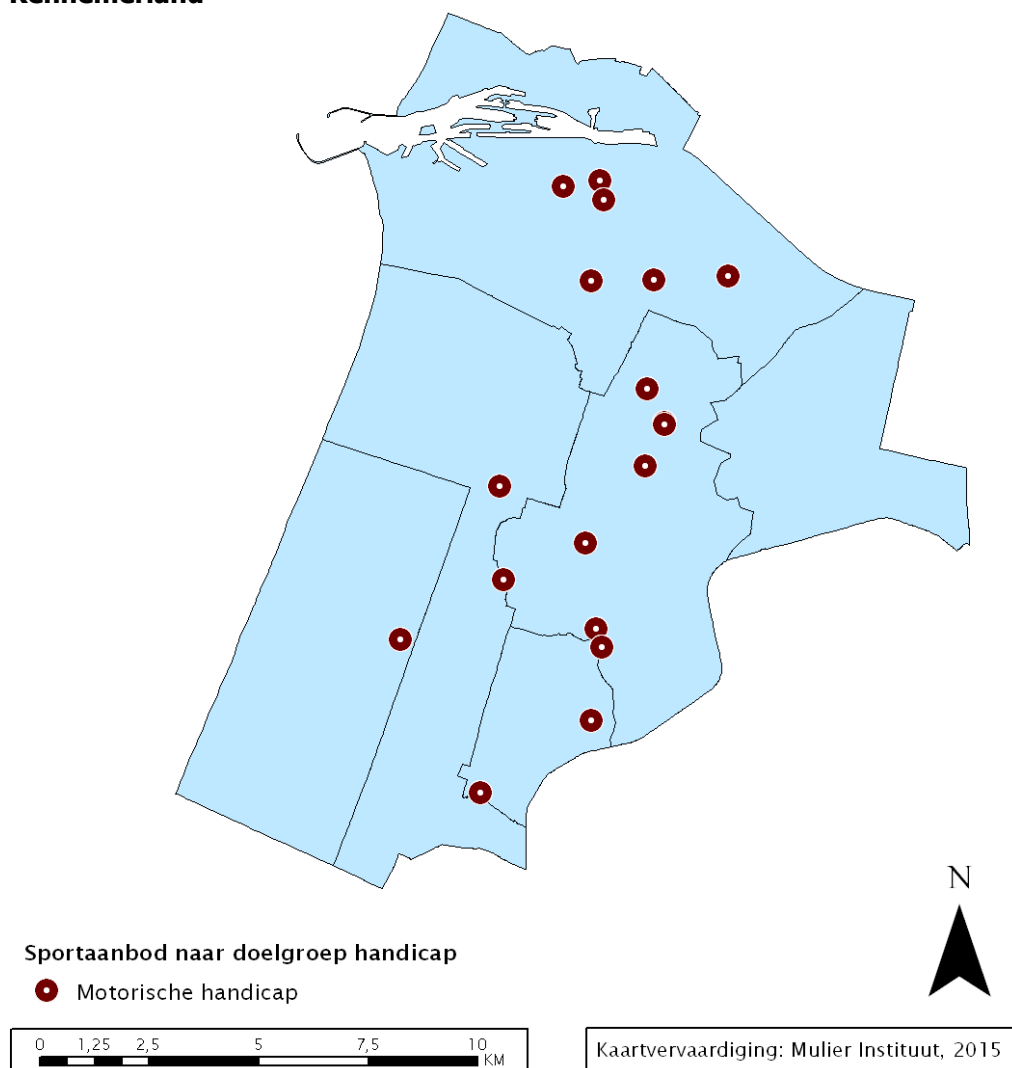 Kennemerland
N
Sportaanbod naar doelgroep handicap
Motorische handicap
0 1,25 2,5 5 7,5 10
KM
Kaartvervaardiging: Mulier Instituut, 2015